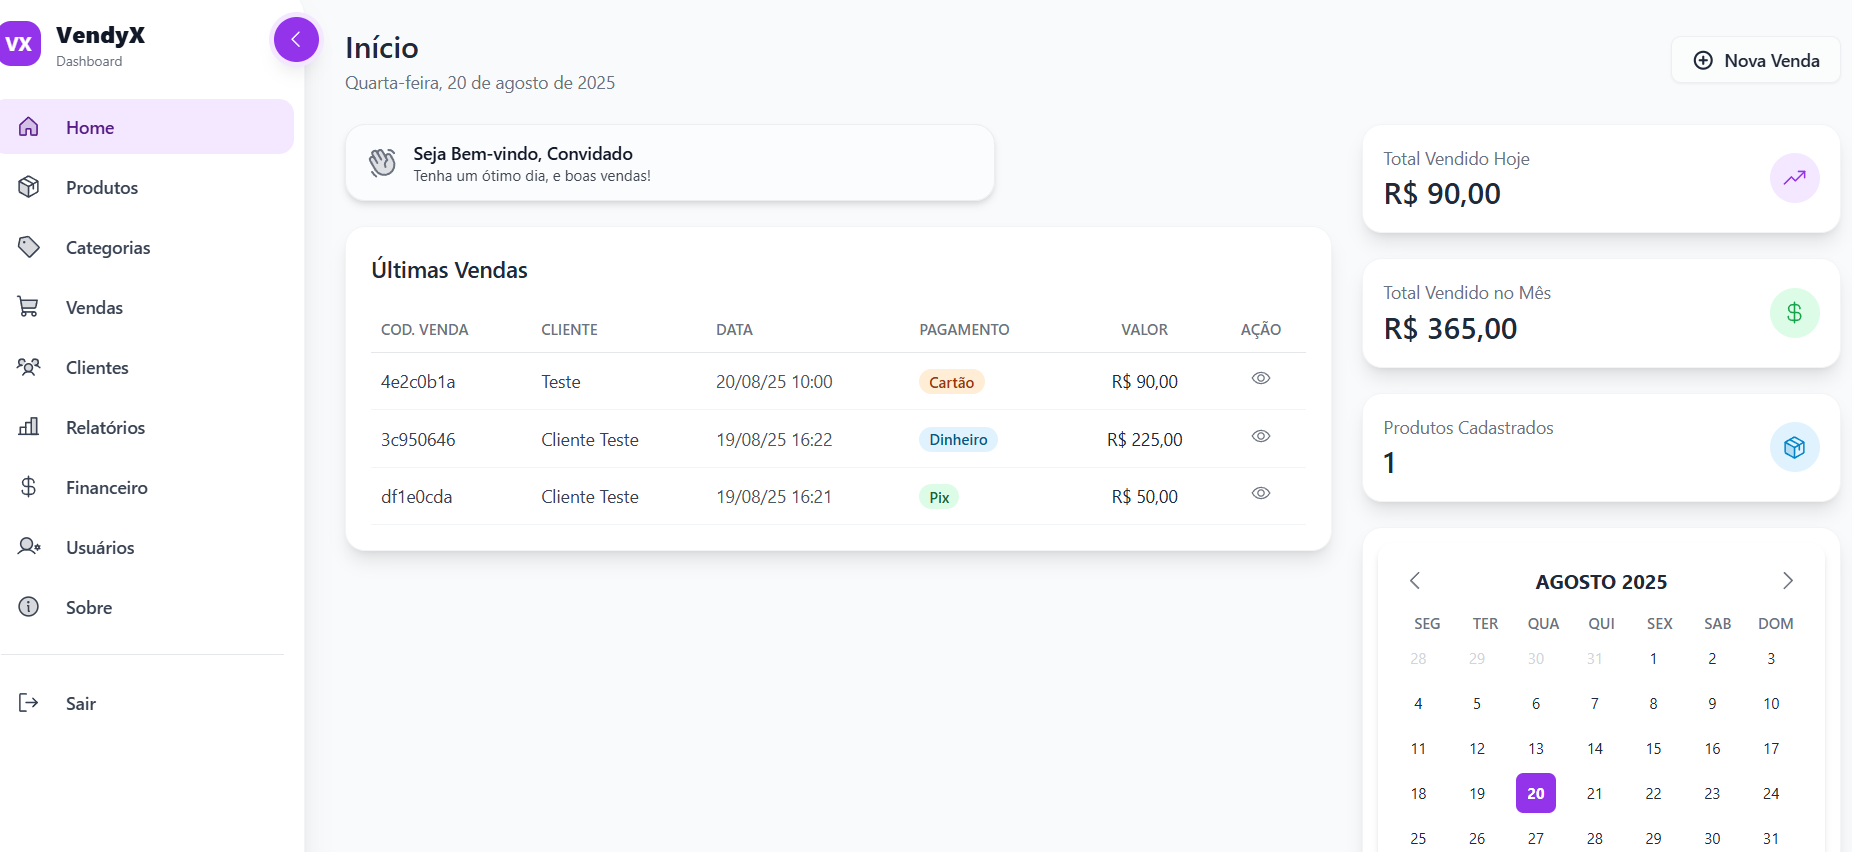 VX
VendyX
Dashboard
Home
Produtos
Categorias
Vendas
Clientes
Relatórios
Financeiro
Usuários
Sobre
Sair
Início
Quarta-feira, 20 de agosto de 2025
Nova Venda
Seja Bem-vindo, Convidado
Tenha um ótimo dia, e boas vendas!
Últimas Vendas
COD. VENDA CLIENTE DATA PAGAMENTO VALOR AÇÃO
4e2c0b1a Teste 20/08/25 10:00 Cartão R$ 90,00
3c950646 Cliente Teste 19/08/25 16:22 Dinheiro R$ 225,00
df1e0cda Cliente Teste 19/08/25 16:21 Pix R$ 50,00
Total Vendido Hoje
R$ 90,00
Total Vendido no Mês
R$ 365,00
Produtos Cadastrados
1
AGOSTO 2025
SEG TER QUA QUI SEX SAB DOM
28 29 30 31 1 2 3
4 5 6 7 8 9 10
11 12 13 14 15 16 17
18 19 20 21 22 23 24
25 26 27 28 29 30 31